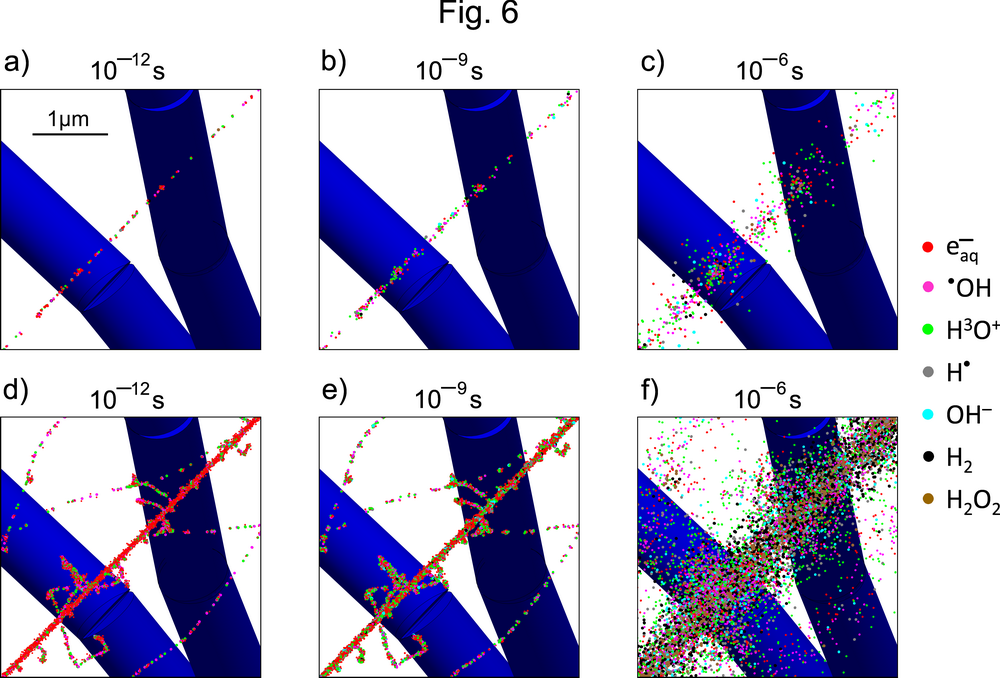 Fig. 6
a) 10⁻¹²s
b) 10⁻⁹s
c) 10⁻⁶s
1µm
d) 10⁻¹²s
e) 10⁻⁹s
f) 10⁻⁶s
e⁻aq
•OH
H³O⁺
H•
OH⁻
H₂
H₂O₂